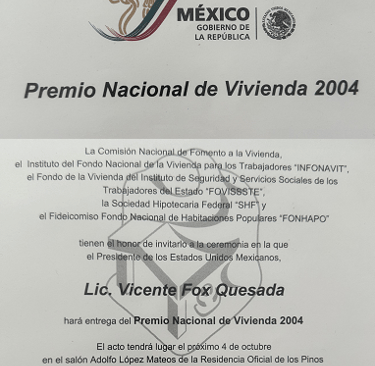 MÉXICO
GOBIERNO DE
LA REPÚBLICA
Premio Nacional de Vivienda 2004
La Comisión Nacional de Fomento a la Vivienda,
el Instituto del Fondo Nacional de la Vivienda para los Trabajadores "INFONAVIT",
el Fondo de la Vivienda del Instituto de Seguridad y Servicios Sociales de los
Trabajadores del Estado "FOVISSSTE",
la Sociedad Hipotecaria Federal "SHF" y
el Fideicomiso Fondo Nacional de Habitaciones Populares "FONHAPO"
tienen el honor de invitarlo a la ceremonia en la que
el Presidente de los Estados Unidos Mexicanos,
Lic. Vicente Fox Quesada
hará entrega del Premio Nacional de Vivienda 2004
El acto tendrá lugar el próximo 4 de octubre
en el salón Adolfo López Mateos de la Residencia Oficial de los Pinos